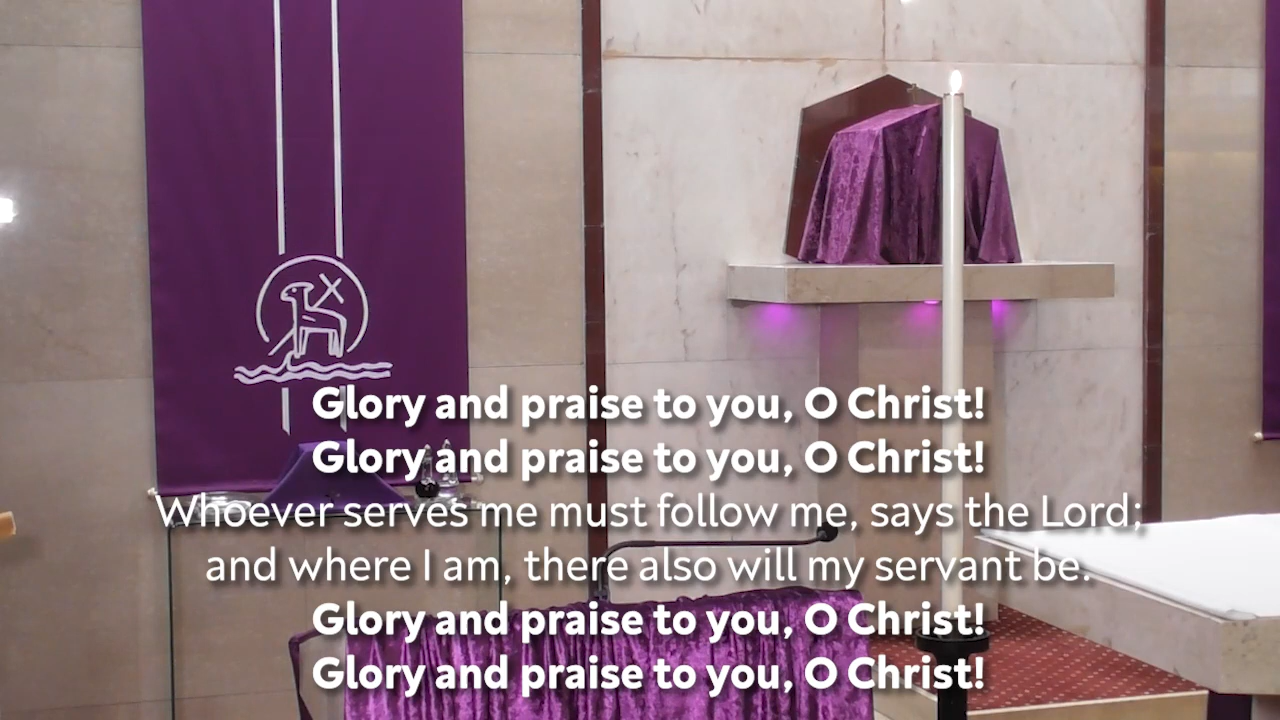 Glory and praise to you, O Christ!
Glory and praise to you, O Christ!
Whoever serves me must follow me, says the Lord;
and where I am, there also will my servant be.
Glory and praise to you, O Christ!
Glory and praise to you, O Christ!